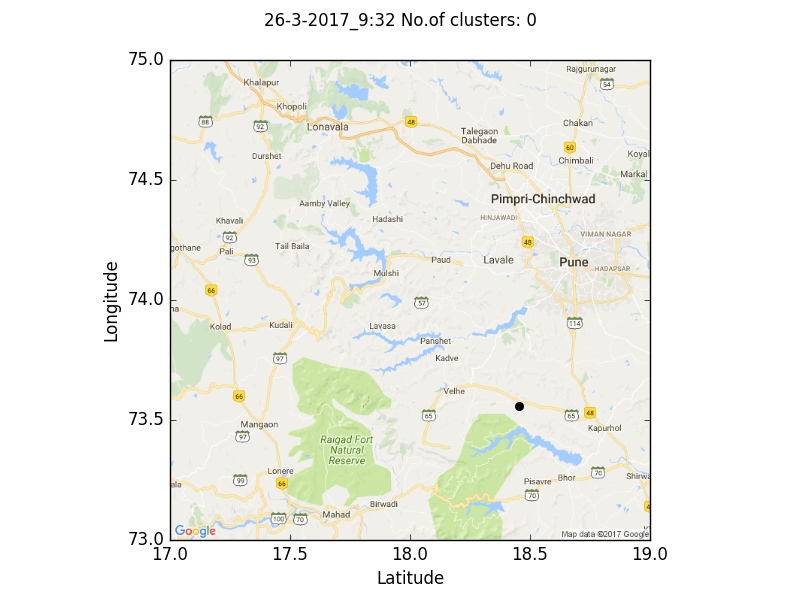 26-3-2017_9:32 No.of clusters: 0
75.0
74.5
74.0
73.5
73.0
Longitude
17.0
17.5
18.0
18.5
19.0
Latitude
Rajgurunagar
54
Khalapur
Khopoli
88
92
Lonavala
48
Talegaon
Dabhade
Chakan
60
Chimbali
Koyal
Markal
Durshet
Dehu Road
Aamby Valley
Pimpri-Chinchwad
HINJAWADI
Hadashi
Khavali
92
gothane
Pali
93
Tail Baila
48
VIMAN NAGAR
Paud
Lavale
Pune
HADAPSAR
Mulshi
66
57
na
Kolad
Kudali
Lavasa
Panshet
114
97
Kadve
66
Velhe
65
65
48
Kapurhol
Mangaon
97
Raigad Fort
Natural
Reserve
Lonere
99
66
ala
Pisavre
Bhor
70
Shirwa
70
Birwadi
Mahad
100
70
4
Google
Map data ©2017 Google